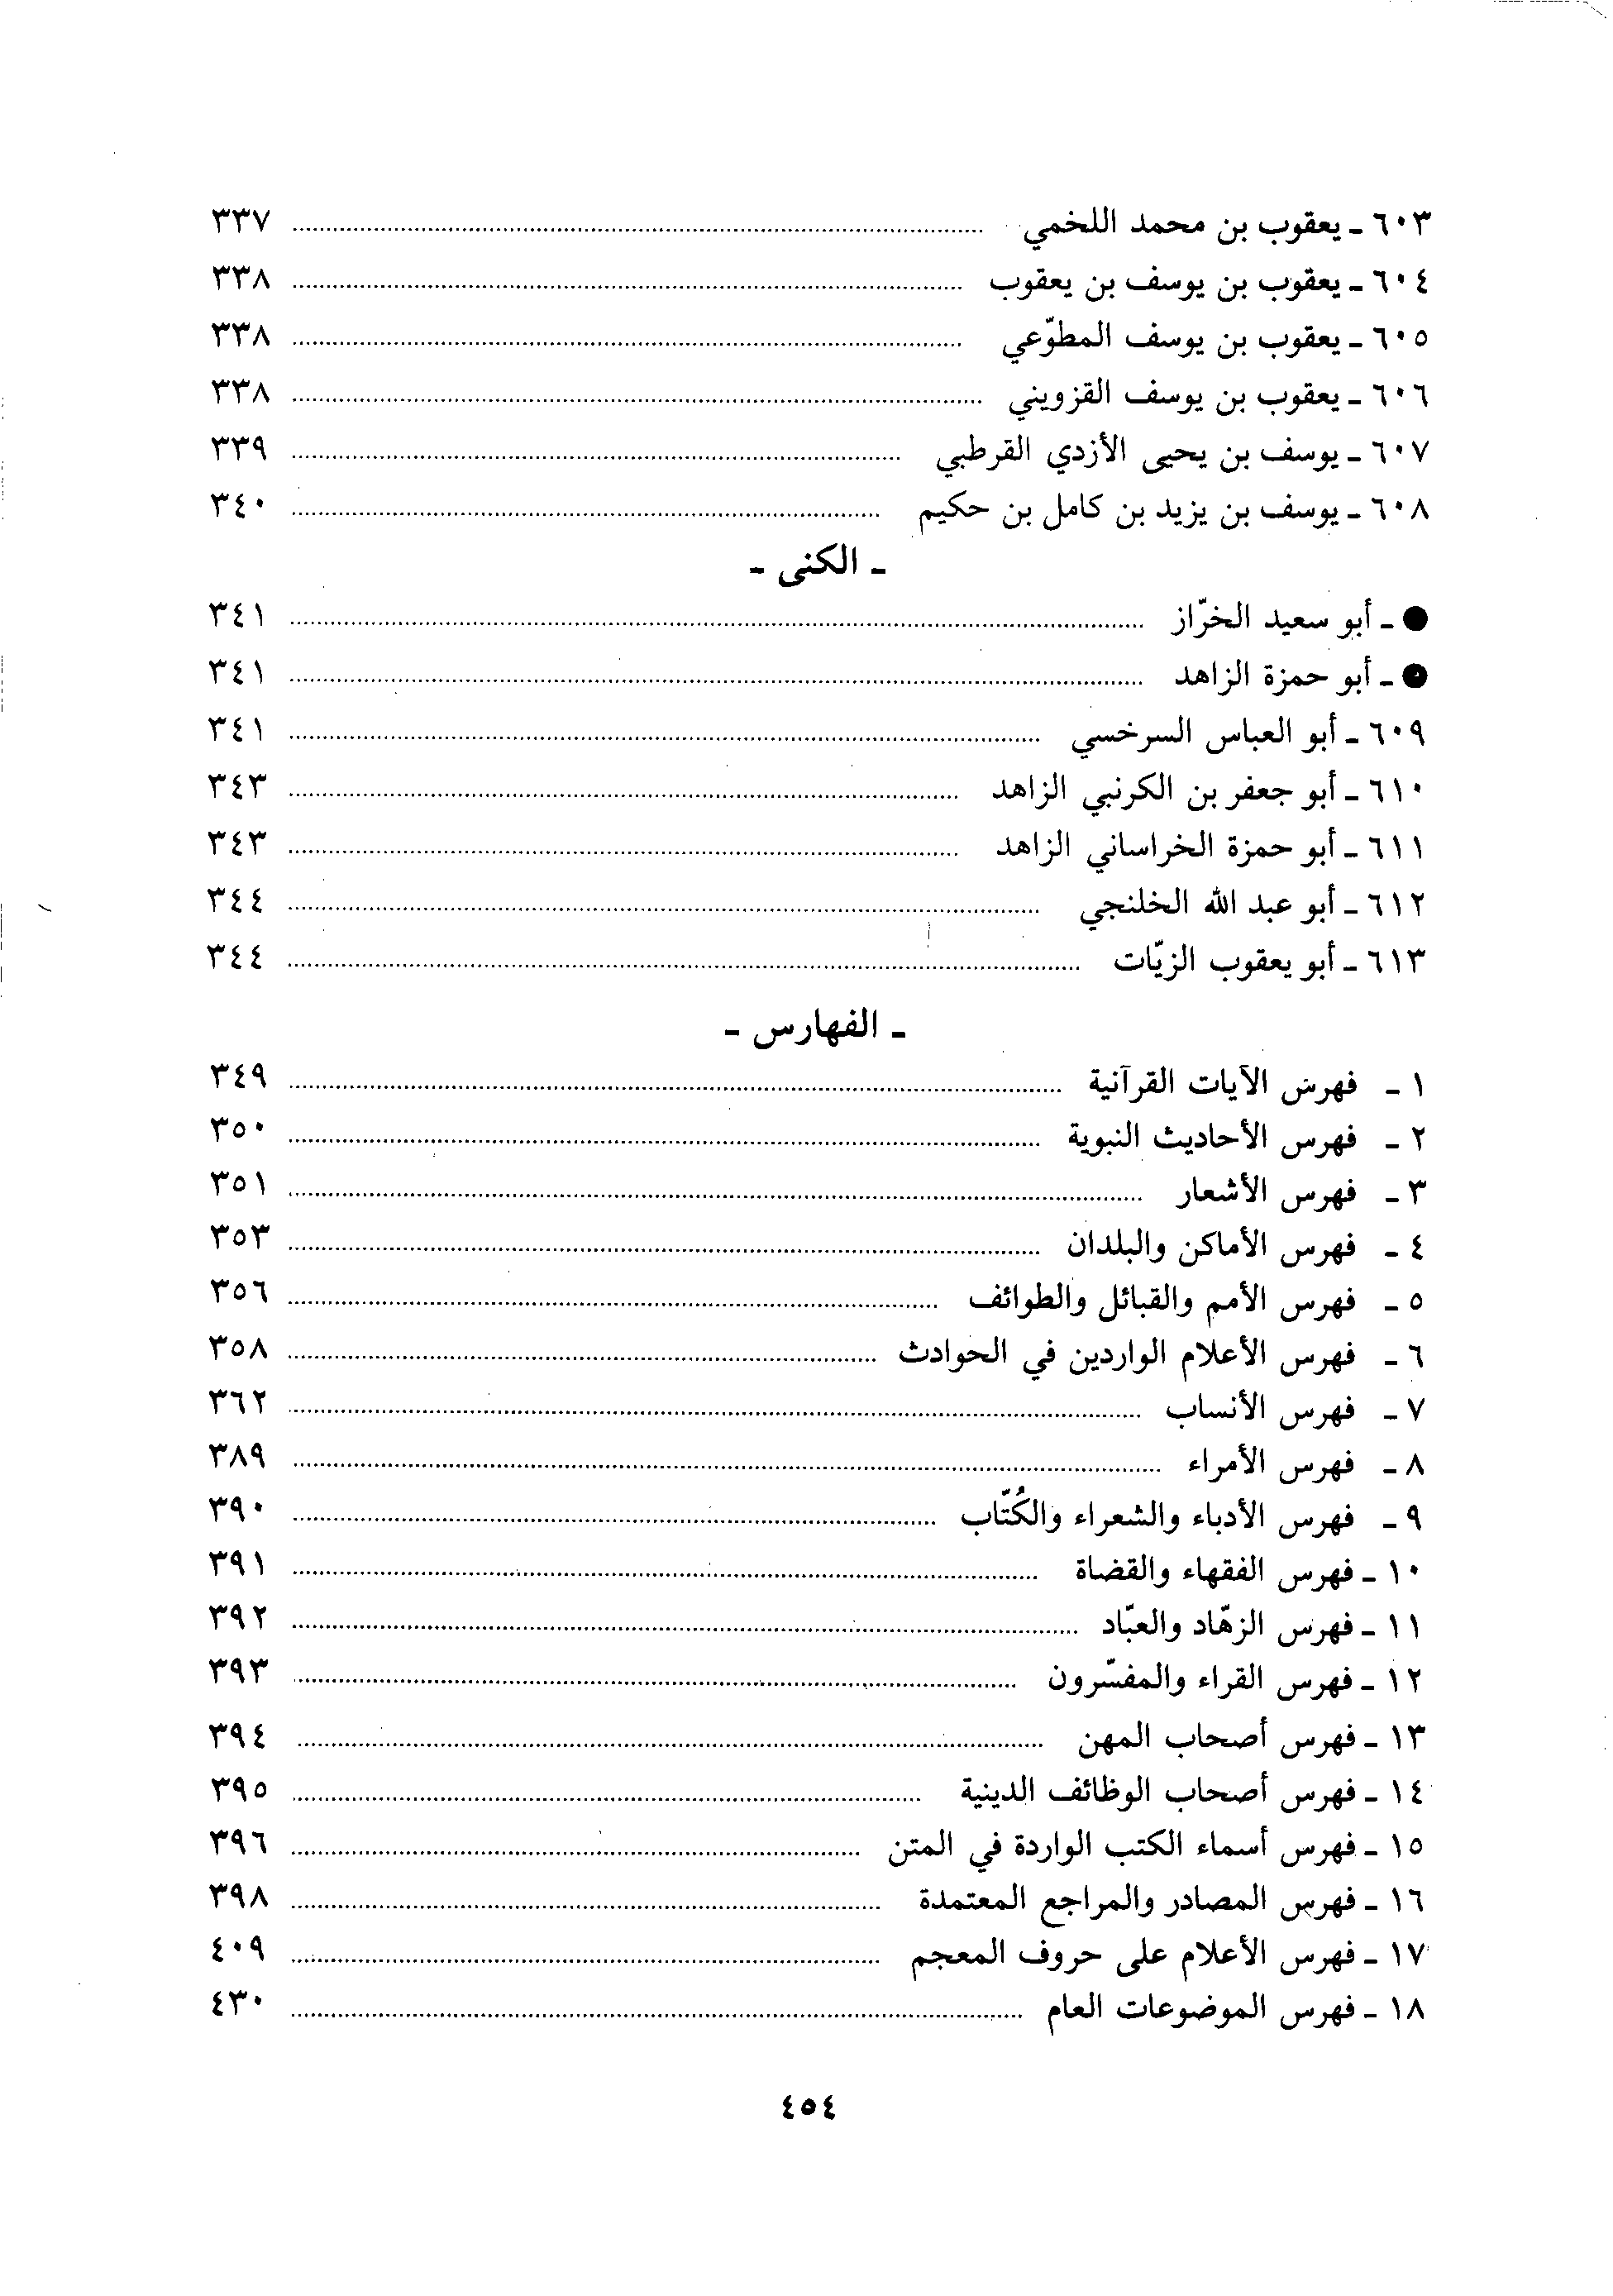 ٦٠٣ ـ يعقوب بن محمد اللخمي ........ ٣٣٧
٦٠٤ ـ يعقوب بن يوسف بن يعقوب ........ ٣٣٨
٦٠٥ ـ يعقوب بن يوسف المطوّعي ........ ٣٣٨
٦٠٦ ـ يعقوب بن يوسف القزويني ........ ٣٣٨
٦٠٧ ـ يوسف بن يحيى الأزدي القرطبي ........ ٣٣٩
٦٠٨ ـ يوسف بن يزيد بن كامل بن حكيم ........ ٣٤٠
ـ الكنى ـ
● ـ أبو سعيد الخرّاز ........ ٣٤١
● ـ أبو حمزة الزاهد ........ ٣٤١
٦٠٩ ـ أبو العباس السرخسي ........ ٣٤١
٦١٠ ـ أبو جعفر بن الكرنبي الزاهد ........ ٣٤٣
٦١١ ـ أبو حمزة الخراساني الزاهد ........ ٣٤٣
٦١٢ ـ أبو عبد الله الخلنجي ........ ٣٤٤
٦١٣ ـ أبو يعقوب الزيّات ........ ٣٤٤
ـ الفهارس ـ
١ ـ فهرس الآيات القرآنية ........ ٣٤٩
٢ ـ فهرس الأحاديث النبوية ........ ٣٥٠
٣ ـ فهرس الأشعار ........ ٣٥١
٤ ـ فهرس الأماكن والبلدان ........ ٣٥٣
٥ ـ فهرس الأمم والقبائل والطوائف ........ ٣٥٦
٦ ـ فهرس الأعلام الواردين في الحوادث ........ ٣٥٨
٧ ـ فهرس الأنساب ........ ٣٦٢
٨ ـ فهرس الأمراء ........ ٣٨٩
٩ ـ فهرس الأدباء والشعراء والكُتّاب ........ ٣٩٠
١٠ ـ فهرس الفقهاء والقضاة ........ ٣٩١
١١ ـ فهرس الزهّاد والعبّاد ........ ٣٩٢
١٢ ـ فهرس القراء والمفسّرون ........ ٣٩٣
١٣ ـ فهرس أصحاب المهن ........ ٣٩٤
١٤ ـ فهرس أصحاب الوظائف الدينية ........ ٣٩٥
١٥ ـ فهرس أسماء الكتب الواردة في المتن ........ ٣٩٦
١٦ ـ فهرس المصادر والمراجع المعتمدة ........ ٣٩٨
١٧ ـ فهرس الأعلام على حروف المعجم ........ ٤٠٩
١٨ ـ فهرس الموضوعات العام ........ ٤٣٠
٤٥٤